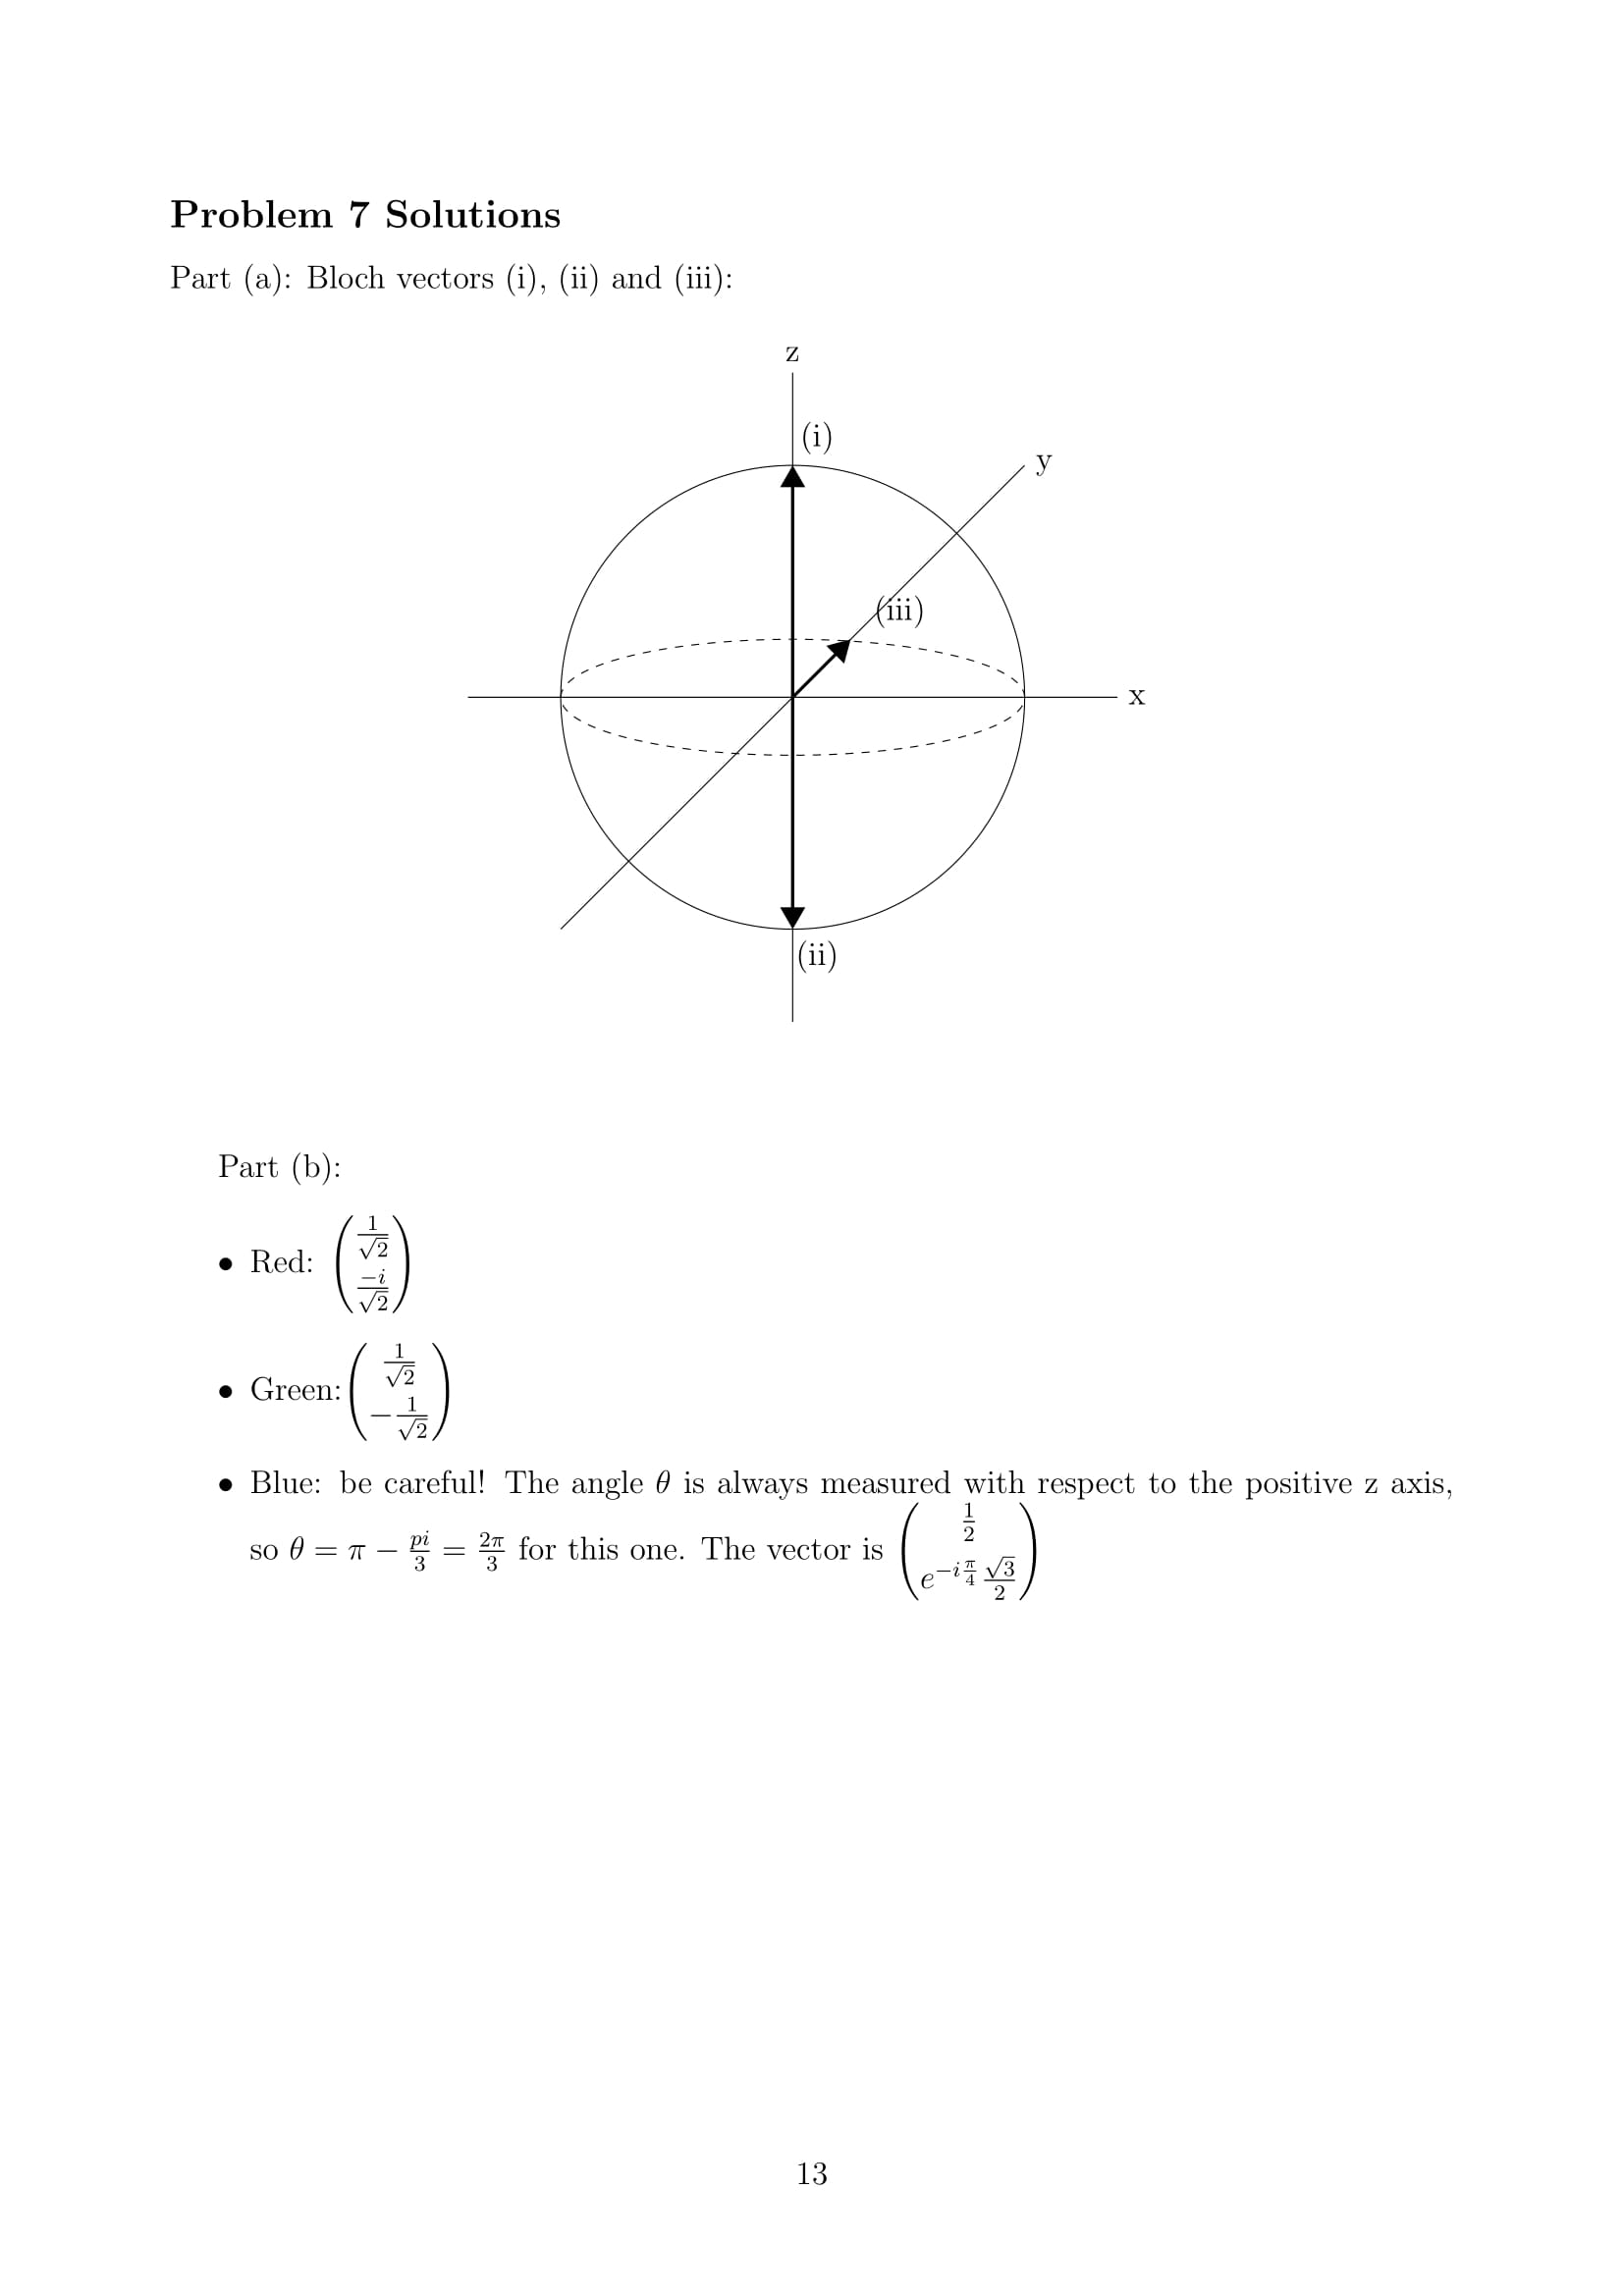 Problem 7 Solutions
Part (a): Bloch vectors (i), (ii) and (iii):
z
(i)
y
(iii)
x
(ii)
Part (b):
• Red: $\begin{pmatrix} \frac{1}{\sqrt{2}} \\ \frac{-i}{\sqrt{2}} \end{pmatrix}$
• Green: $\begin{pmatrix} \frac{1}{\sqrt{2}} \\ -\frac{1}{\sqrt{2}} \end{pmatrix}$
• Blue: be careful! The angle $\theta$ is always measured with respect to the positive z axis,
so $\theta = \pi - \frac{pi}{3} = \frac{2\pi}{3}$ for this one. The vector is $\begin{pmatrix} \frac{1}{2} \\ e^{-i\frac{\pi}{4}} \frac{\sqrt{3}}{2} \end{pmatrix}$
13